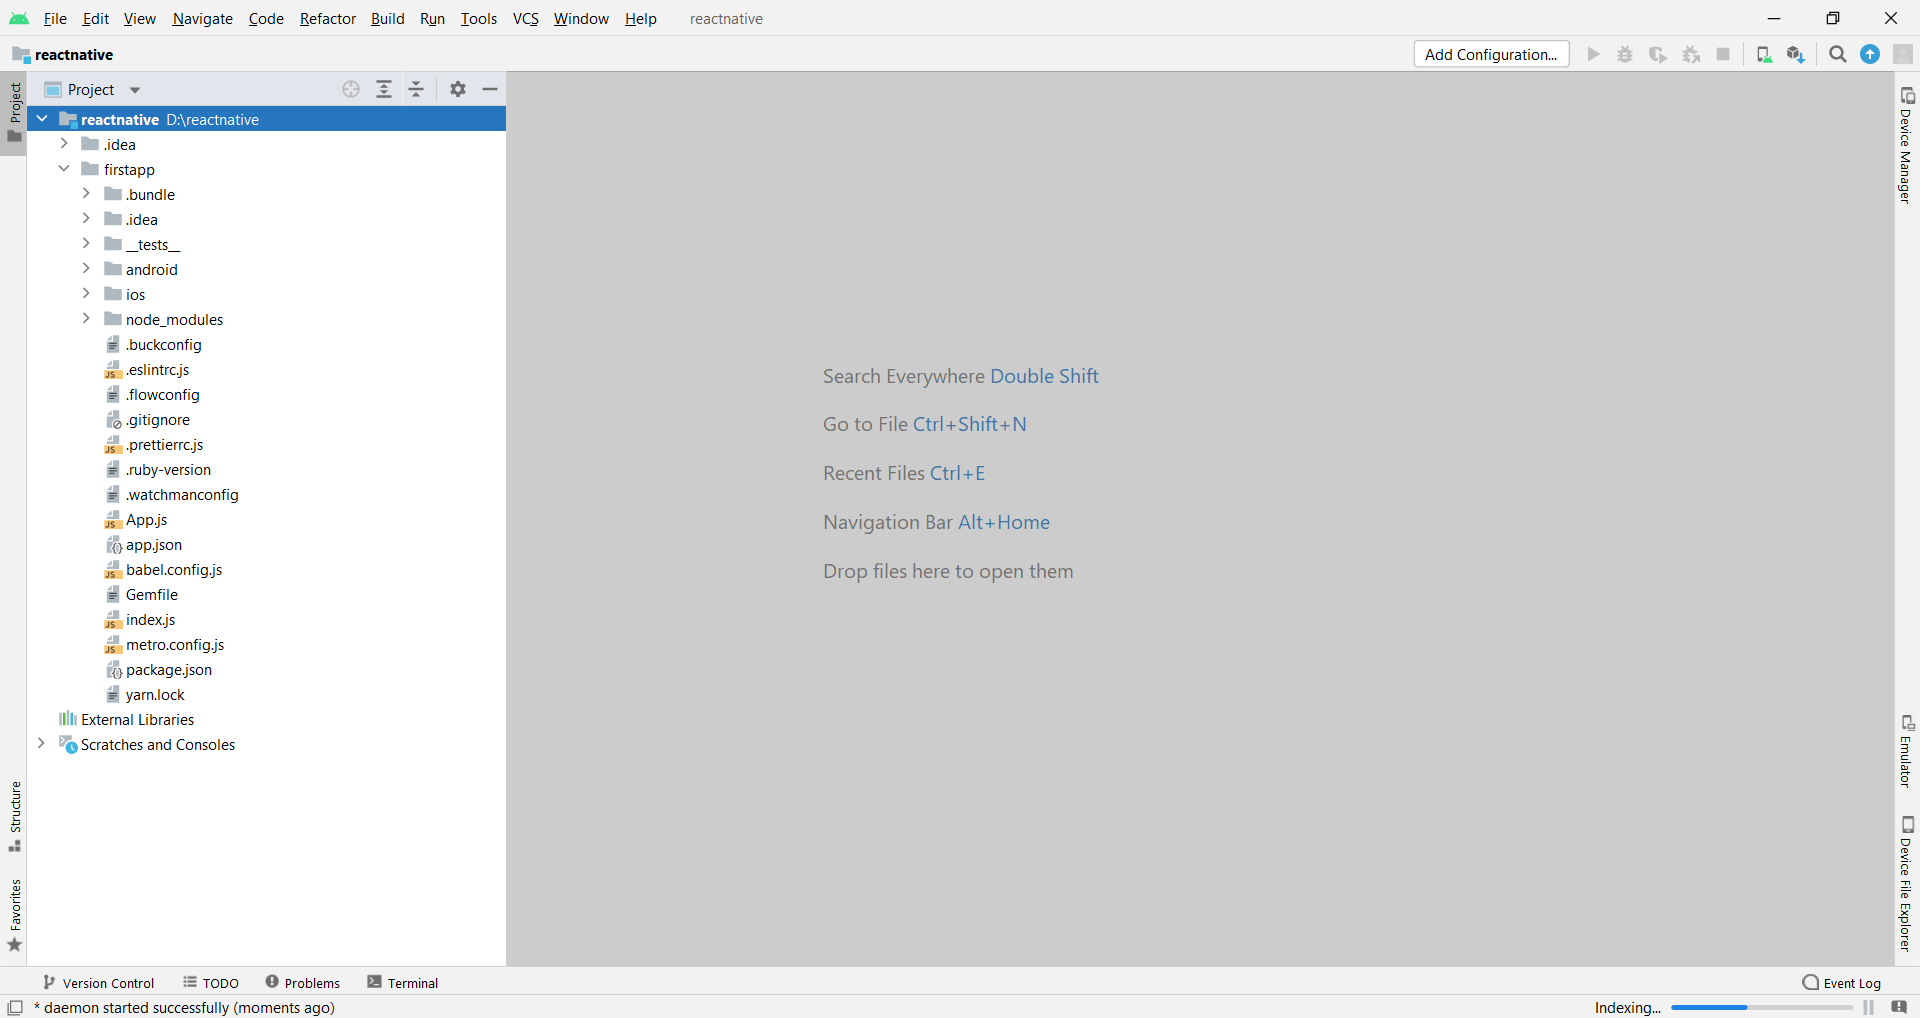 File Edit View Navigate Code Refactor Build Run Tools VCS Window Help reactnative
reactnative
Add Configuration...
Project
Project
reactnative D:\reactnative
.idea
firstapp
.bundle
.idea
__tests__
android
ios
node_modules
.buckconfig
.eslintrc.js
.flowconfig
.gitignore
.prettierrc.js
.ruby-version
.watchmanconfig
App.js
app.json
babel.config.js
Gemfile
index.js
metro.config.js
package.json
yarn.lock
External Libraries
Scratches and Consoles
Structure
Favorites
Search Everywhere Double Shift
Go to File Ctrl+Shift+N
Recent Files Ctrl+E
Navigation Bar Alt+Home
Drop files here to open them
Device Manager
Emulator
Device File Explorer
Version Control TODO Problems Terminal Event Log
* daemon started successfully (moments ago) Indexing...